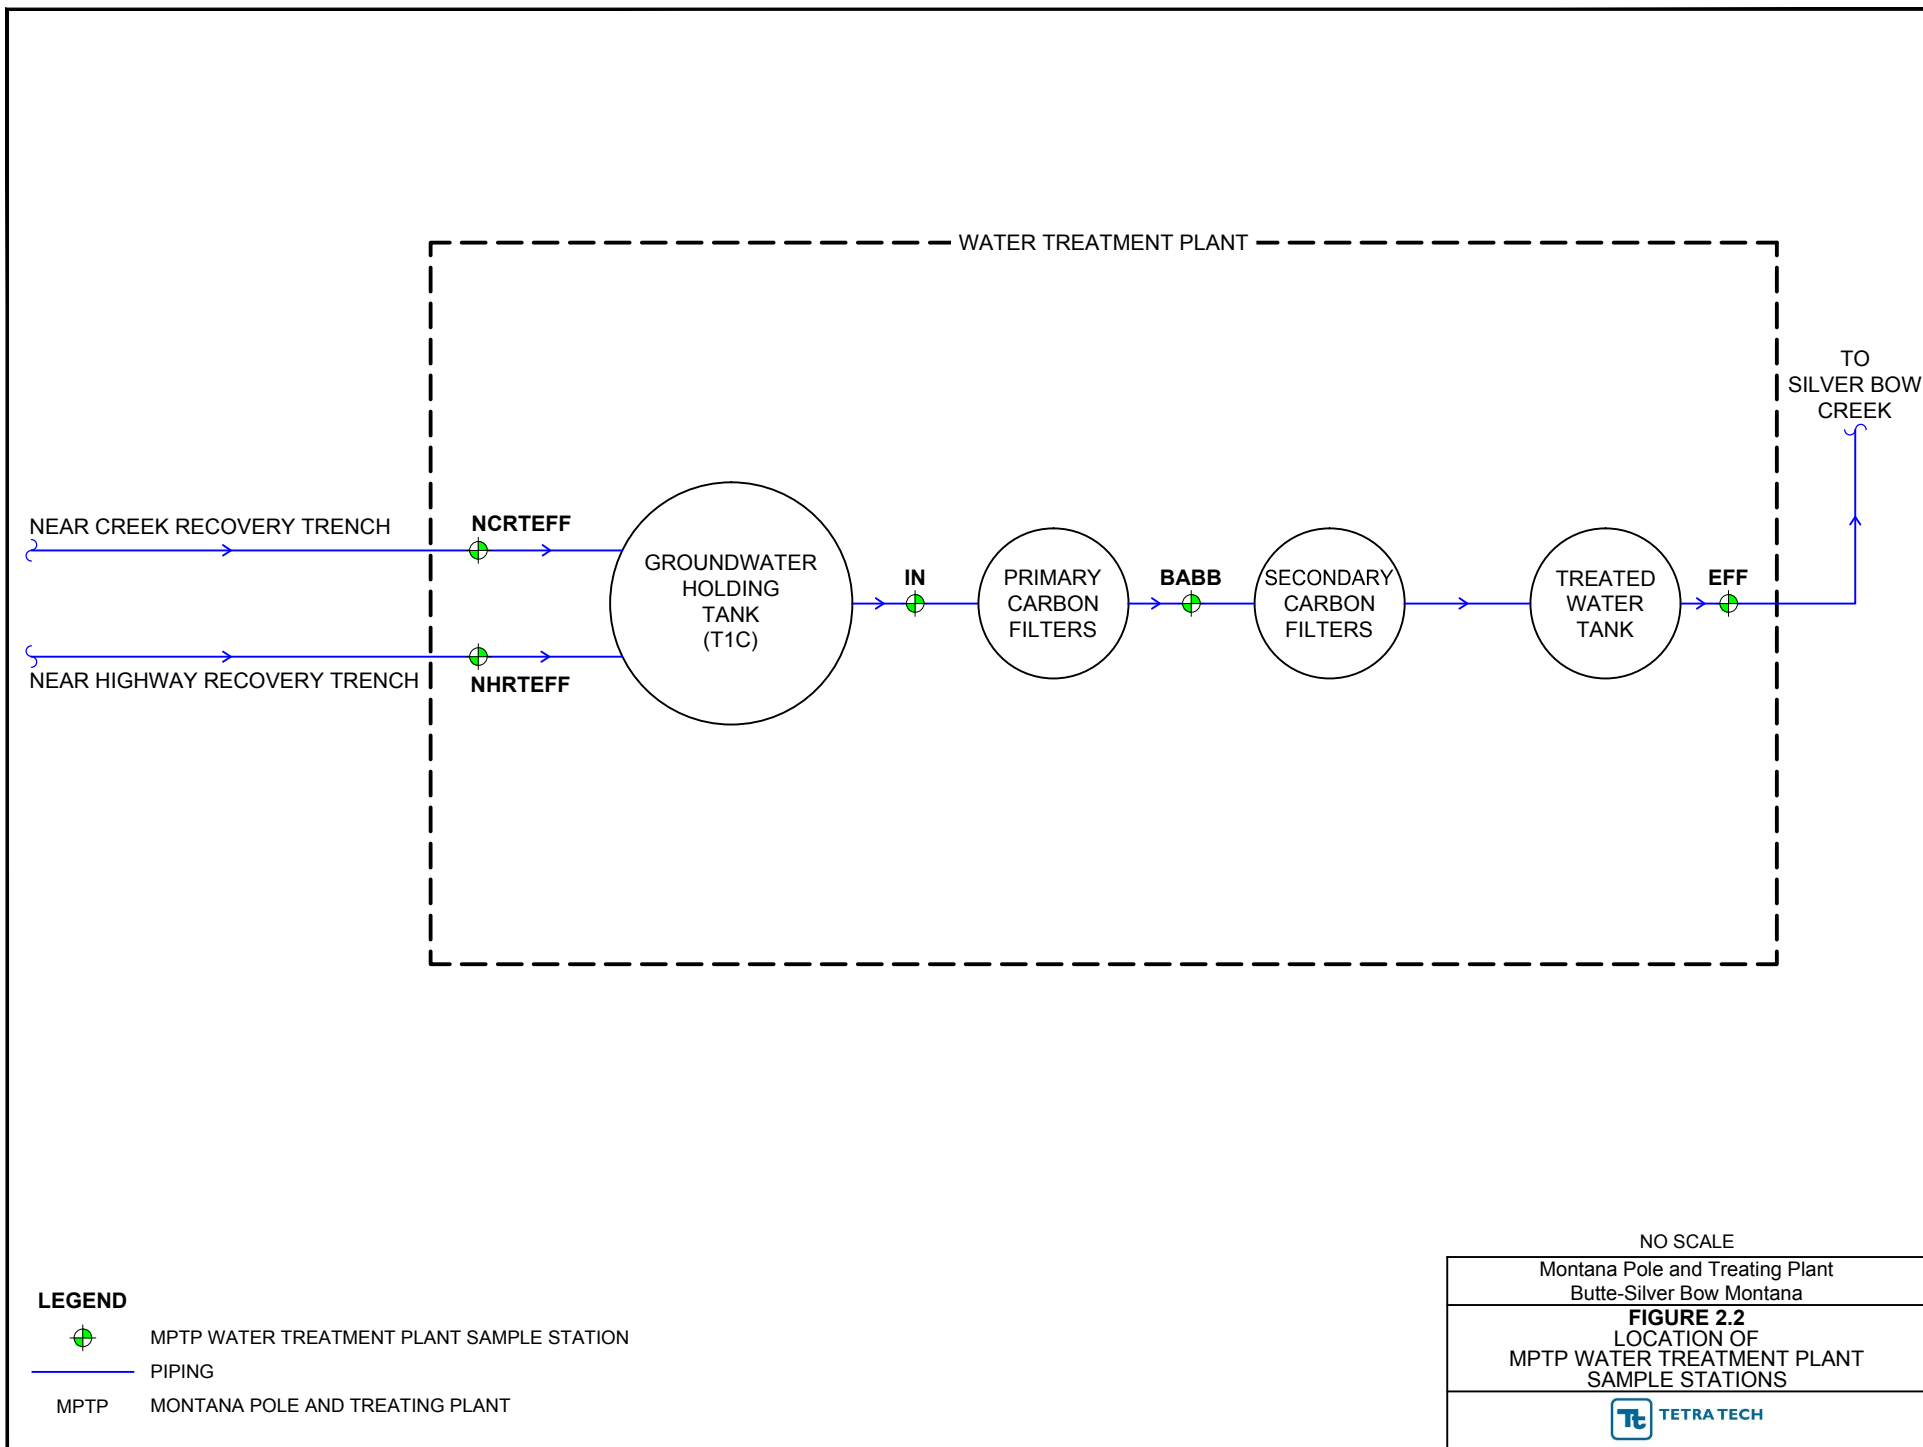 WATER TREATMENT PLANT
TO
SILVER BOW
CREEK
NEAR CREEK RECOVERY TRENCH
NCRTEFF
GROUNDWATER
HOLDING
TANK
(T1C)
IN
PRIMARY
CARBON
FILTERS
BABB
SECONDARY
CARBON
FILTERS
TREATED
WATER
TANK
EFF
NEAR HIGHWAY RECOVERY TRENCH
NHRTEFF
LEGEND
MPTP WATER TREATMENT PLANT SAMPLE STATION
PIPING
MPTP MONTANA POLE AND TREATING PLANT
NO SCALE
Montana Pole and Treating Plant
Butte-Silver Bow Montana
FIGURE 2.2
LOCATION OF
MPTP WATER TREATMENT PLANT
SAMPLE STATIONS
Tt TETRA TECH